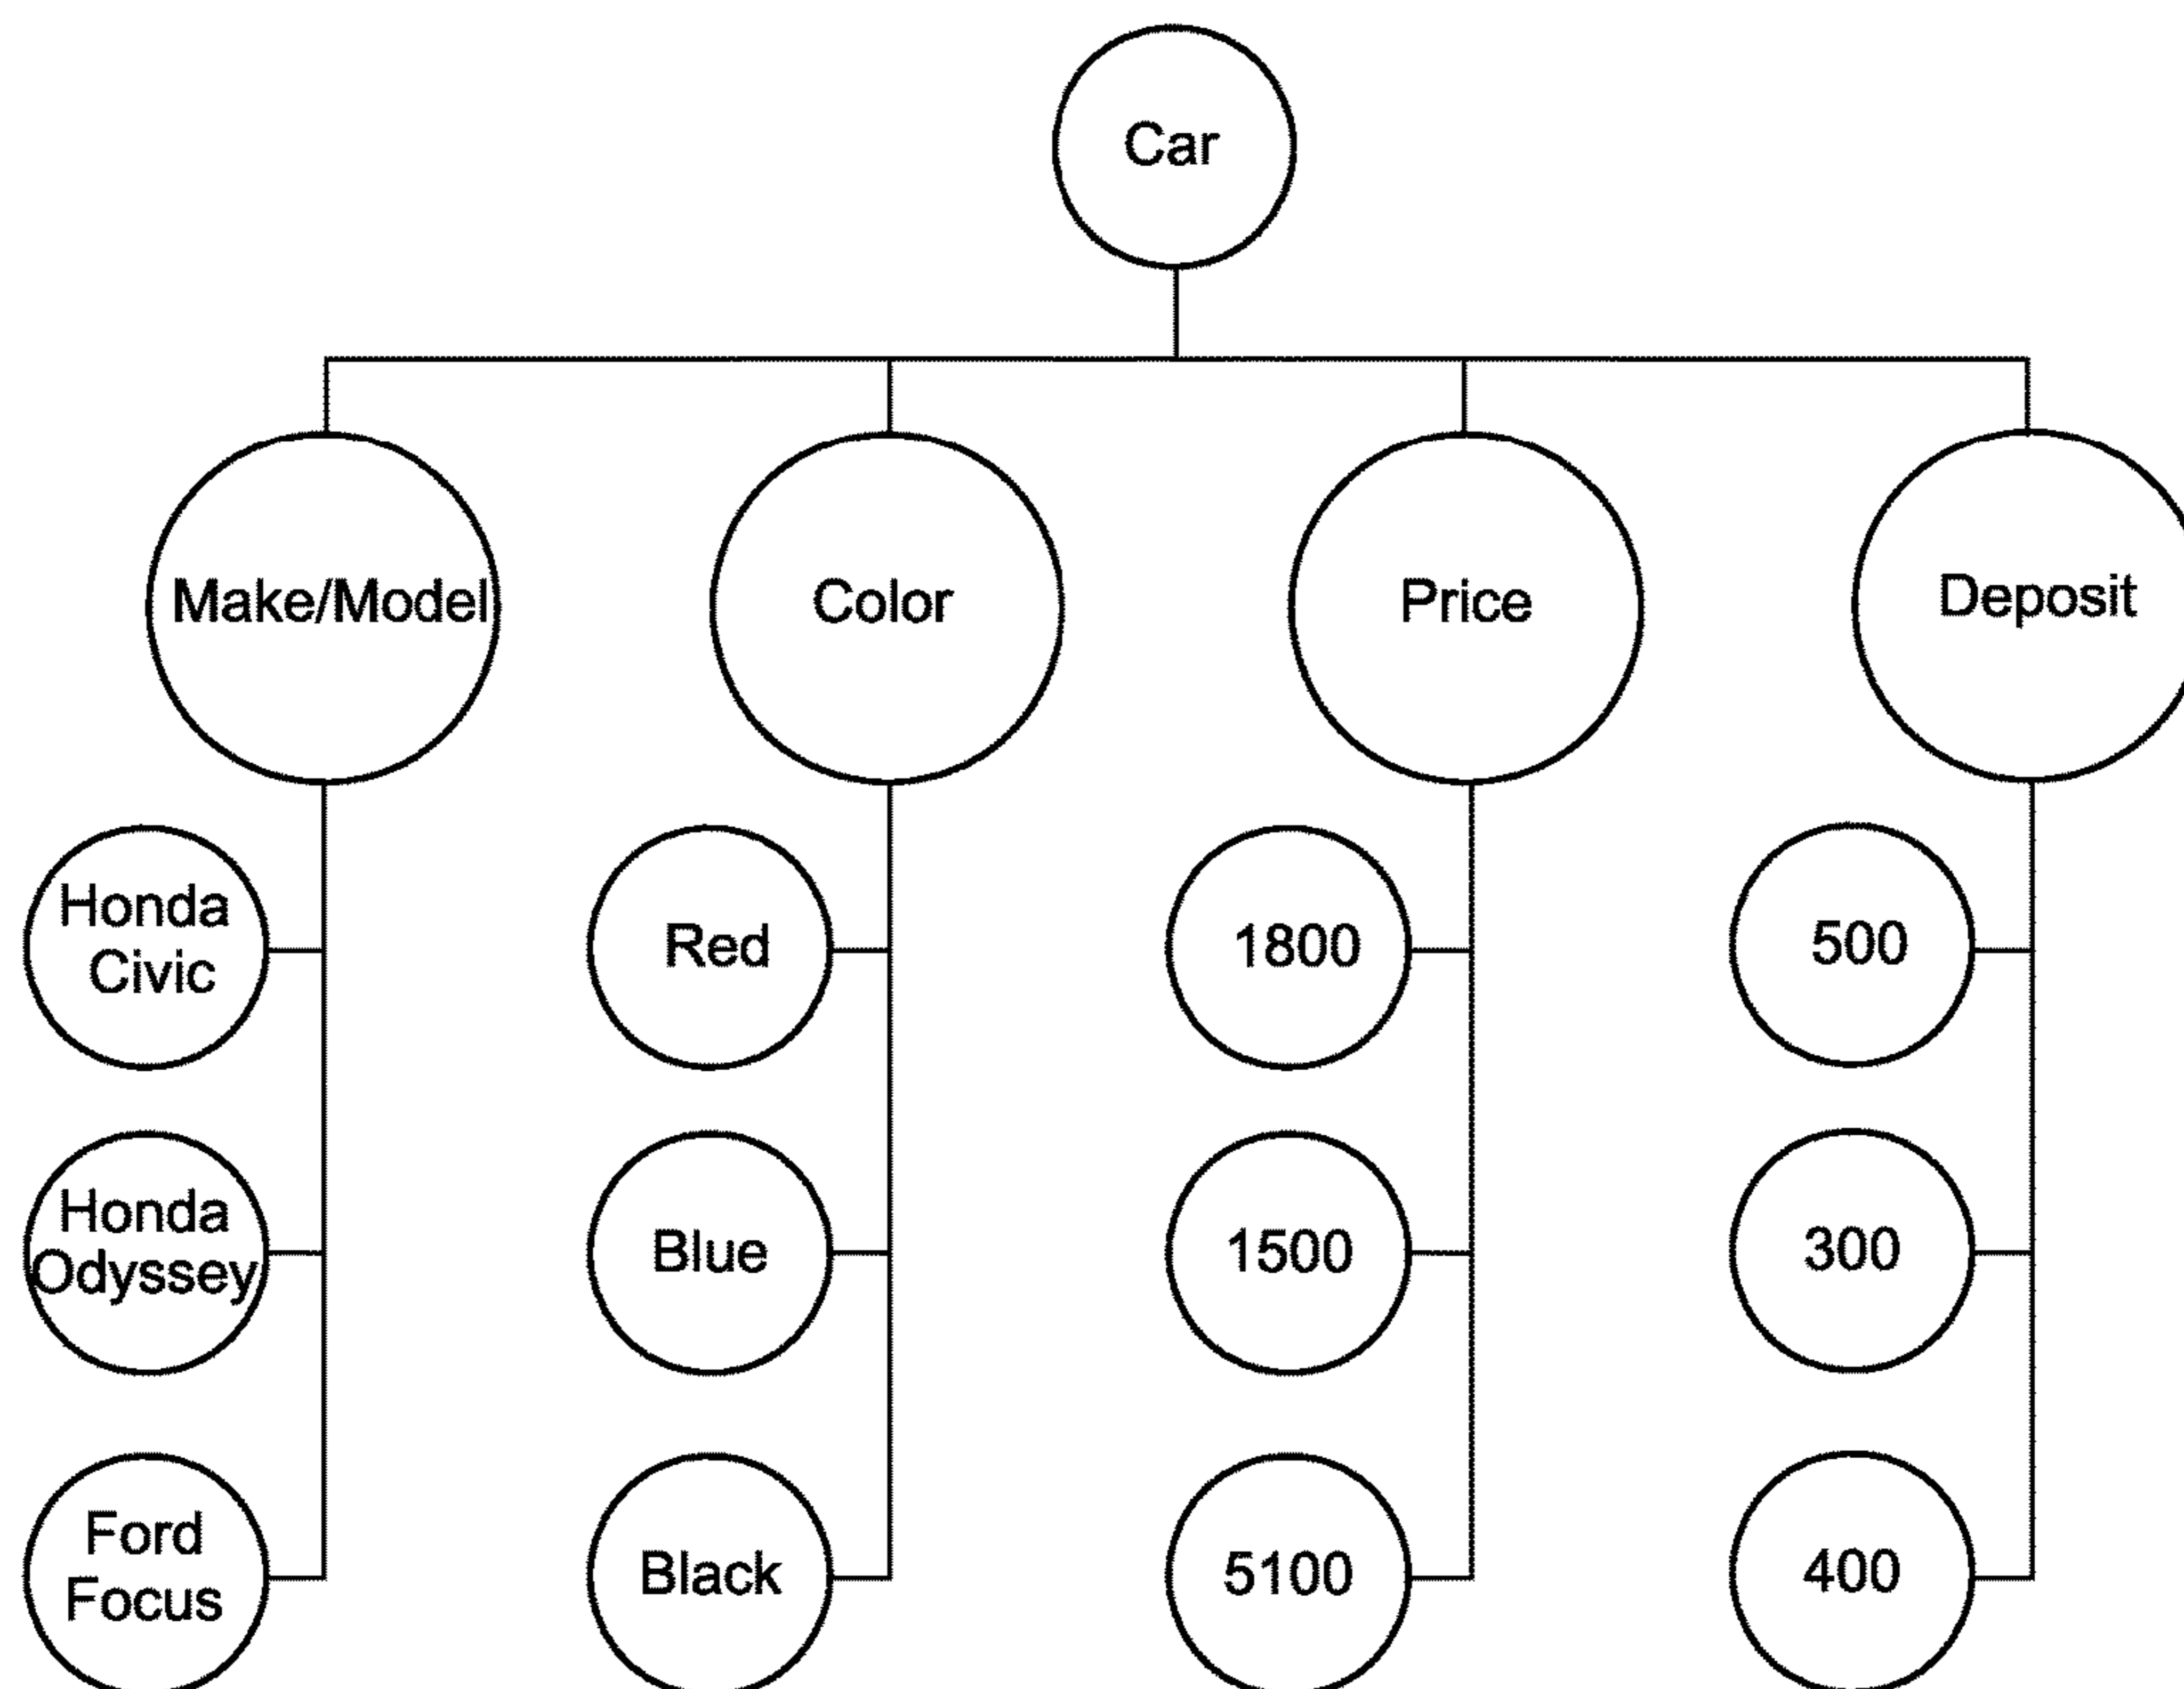 Car
Make/Model
Color
Price
Deposit
Honda
Civic
Red
1800
500
Honda
Odyssey
Blue
1500
300
Ford
Focus
Black
5100
400